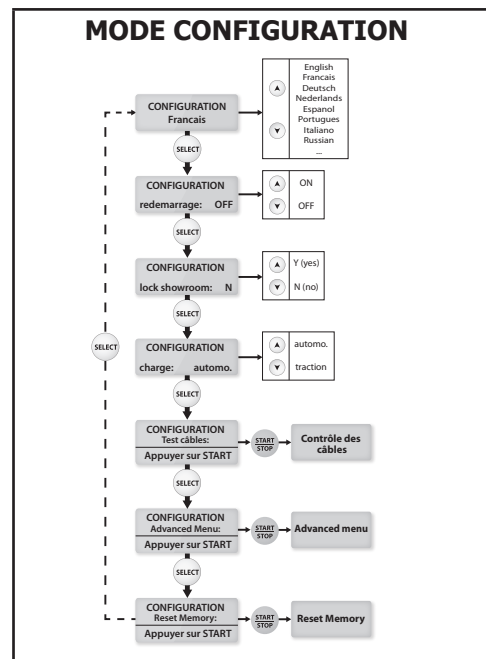 MODE CONFIGURATION
CONFIGURATION
Francais
English
Francais
Deutsch
Nederlands
Espanol
Portugues
Italiano
Russian
...
SELECT
CONFIGURATION
redemarrage: OFF
ON
OFF
SELECT
CONFIGURATION
lock showroom: N
Y (yes)
N (no)
SELECT
SELECT
CONFIGURATION
charge: automo.
automo.
traction
SELECT
CONFIGURATION
Test câbles:
Appuyer sur START
START
STOP
Contrôle des
câbles
SELECT
CONFIGURATION
Advanced Menu:
Appuyer sur START
START
STOP
Advanced menu
SELECT
CONFIGURATION
Reset Memory:
Appuyer sur START
START
STOP
Reset Memory